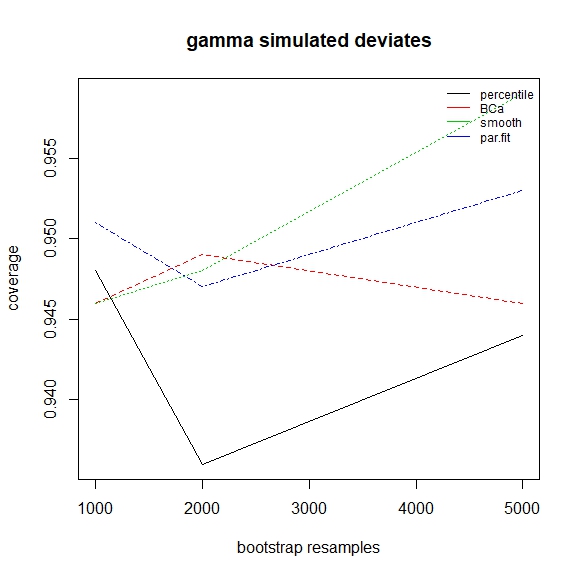 gamma simulated deviates
percentile
BCa
smooth
par.fit
coverage
0.955
0.950
0.945
0.940
1000 2000 3000 4000 5000
bootstrap resamples